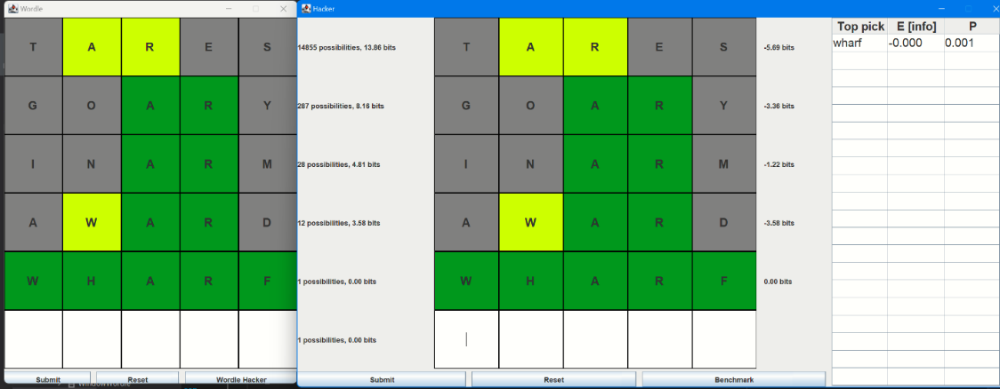 Wordle
T A R E S
G O A R Y
I N A R M
A W A R D
W H A R F
Submit Reset Wordle Hacker
WindowWordle
Hacker
14855 possibilities, 13.86 bits T A R E S -5.69 bits
287 possibilities, 8.16 bits G O A R Y -3.36 bits
28 possibilities, 4.81 bits I N A R M -1.22 bits
12 possibilities, 3.58 bits A W A R D -3.58 bits
1 possibilities, 0.00 bits W H A R F 0.00 bits
1 possibilities, 0.00 bits
Submit Reset Benchmark
Top pick E [info] P
wharf -0.000 0.001